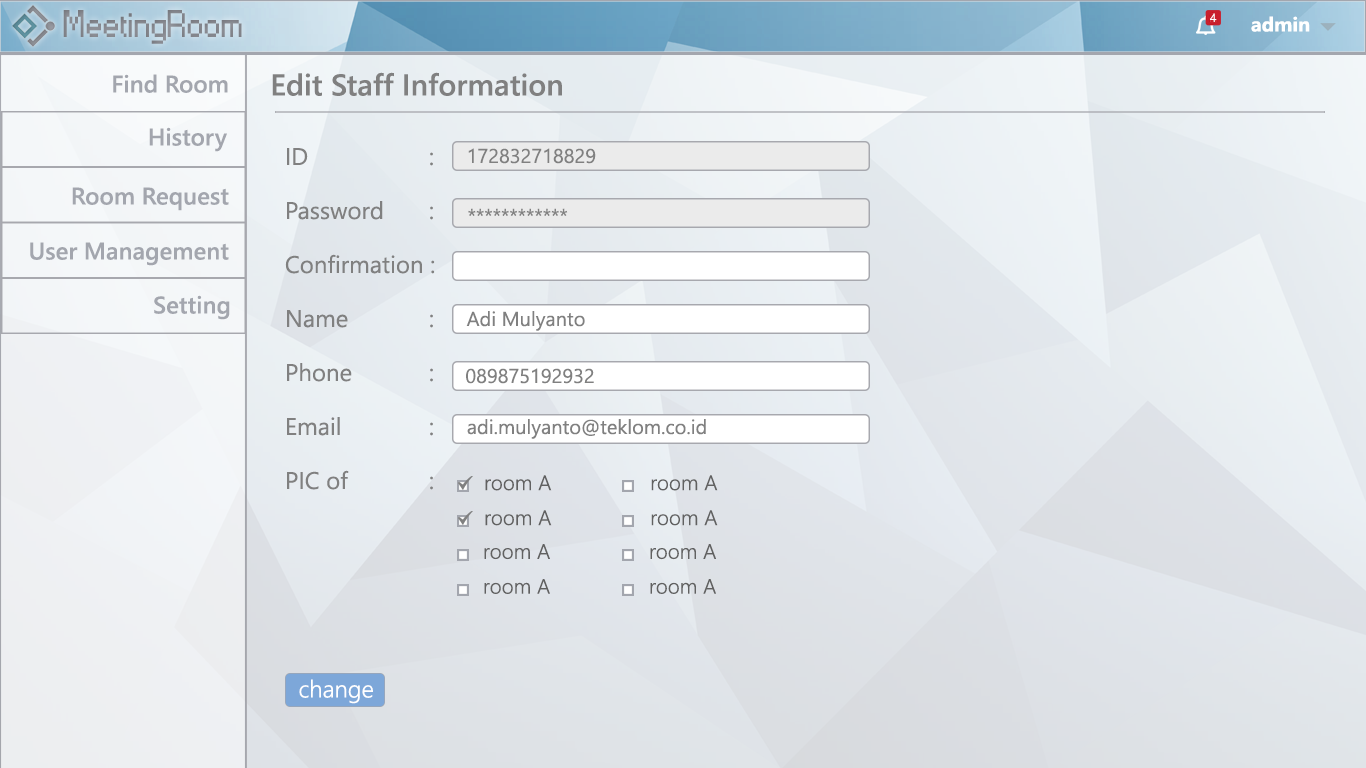 MeetingRoom
4
admin
Find Room
History
Room Request
User Management
Setting
Edit Staff Information
ID : 172832718829
Password : ************
Confirmation :
Name : Adi Mulyanto
Phone : 089875192932
Email : adi.mulyanto@teklom.co.id
PIC of : room A room A
room A room A
room A room A
room A room A
change